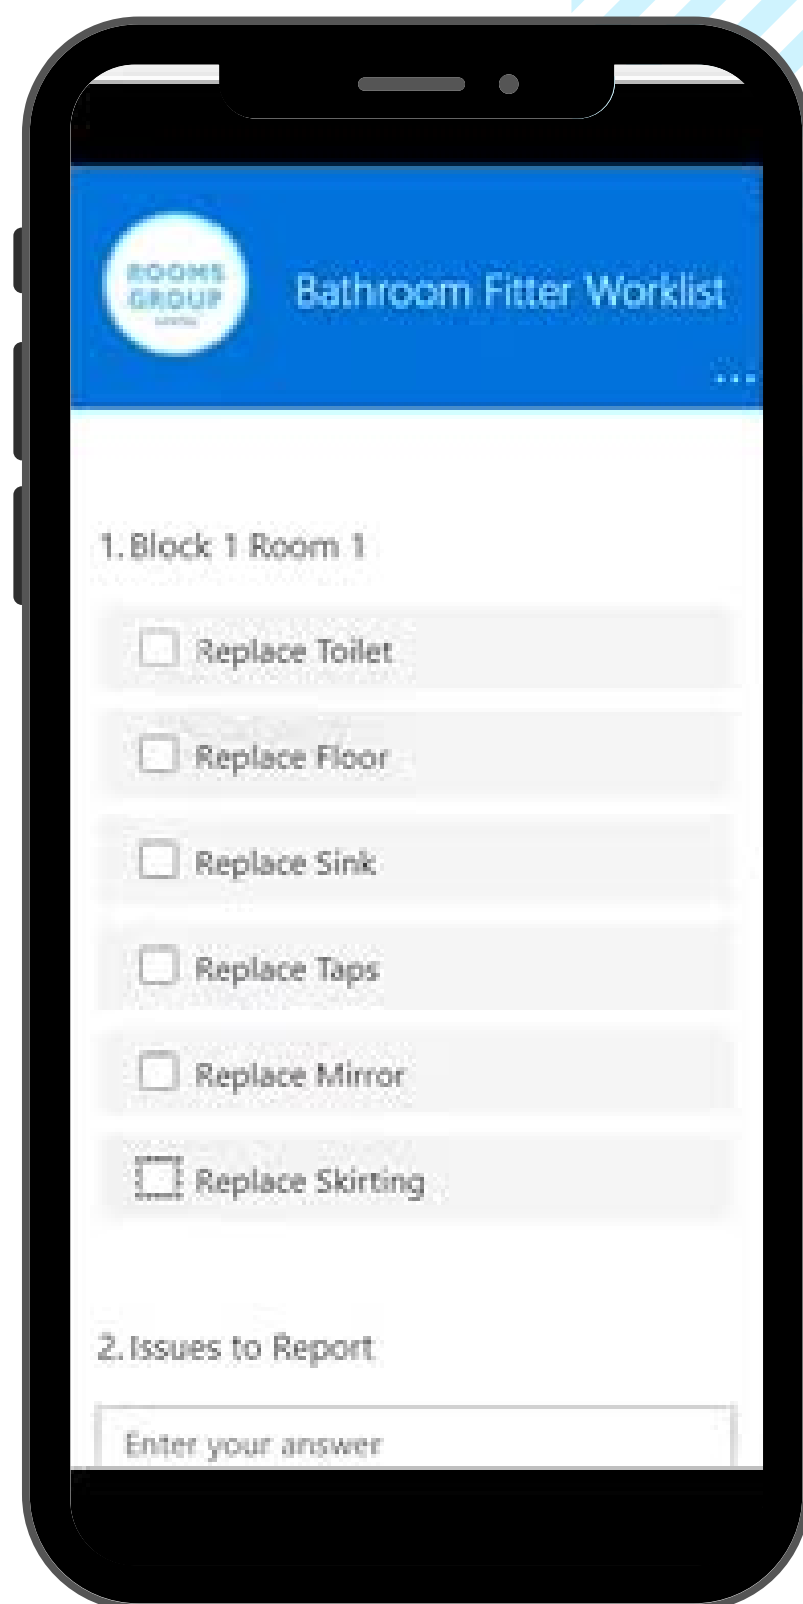 ROOMS
GROUP
Bathroom Fitter Worklist
...
1. Block 1 Room 1
Replace Toilet
Replace Floor
Replace Sink
Replace Taps
Replace Mirror
Replace Skirting
2. Issues to Report
Enter your answer